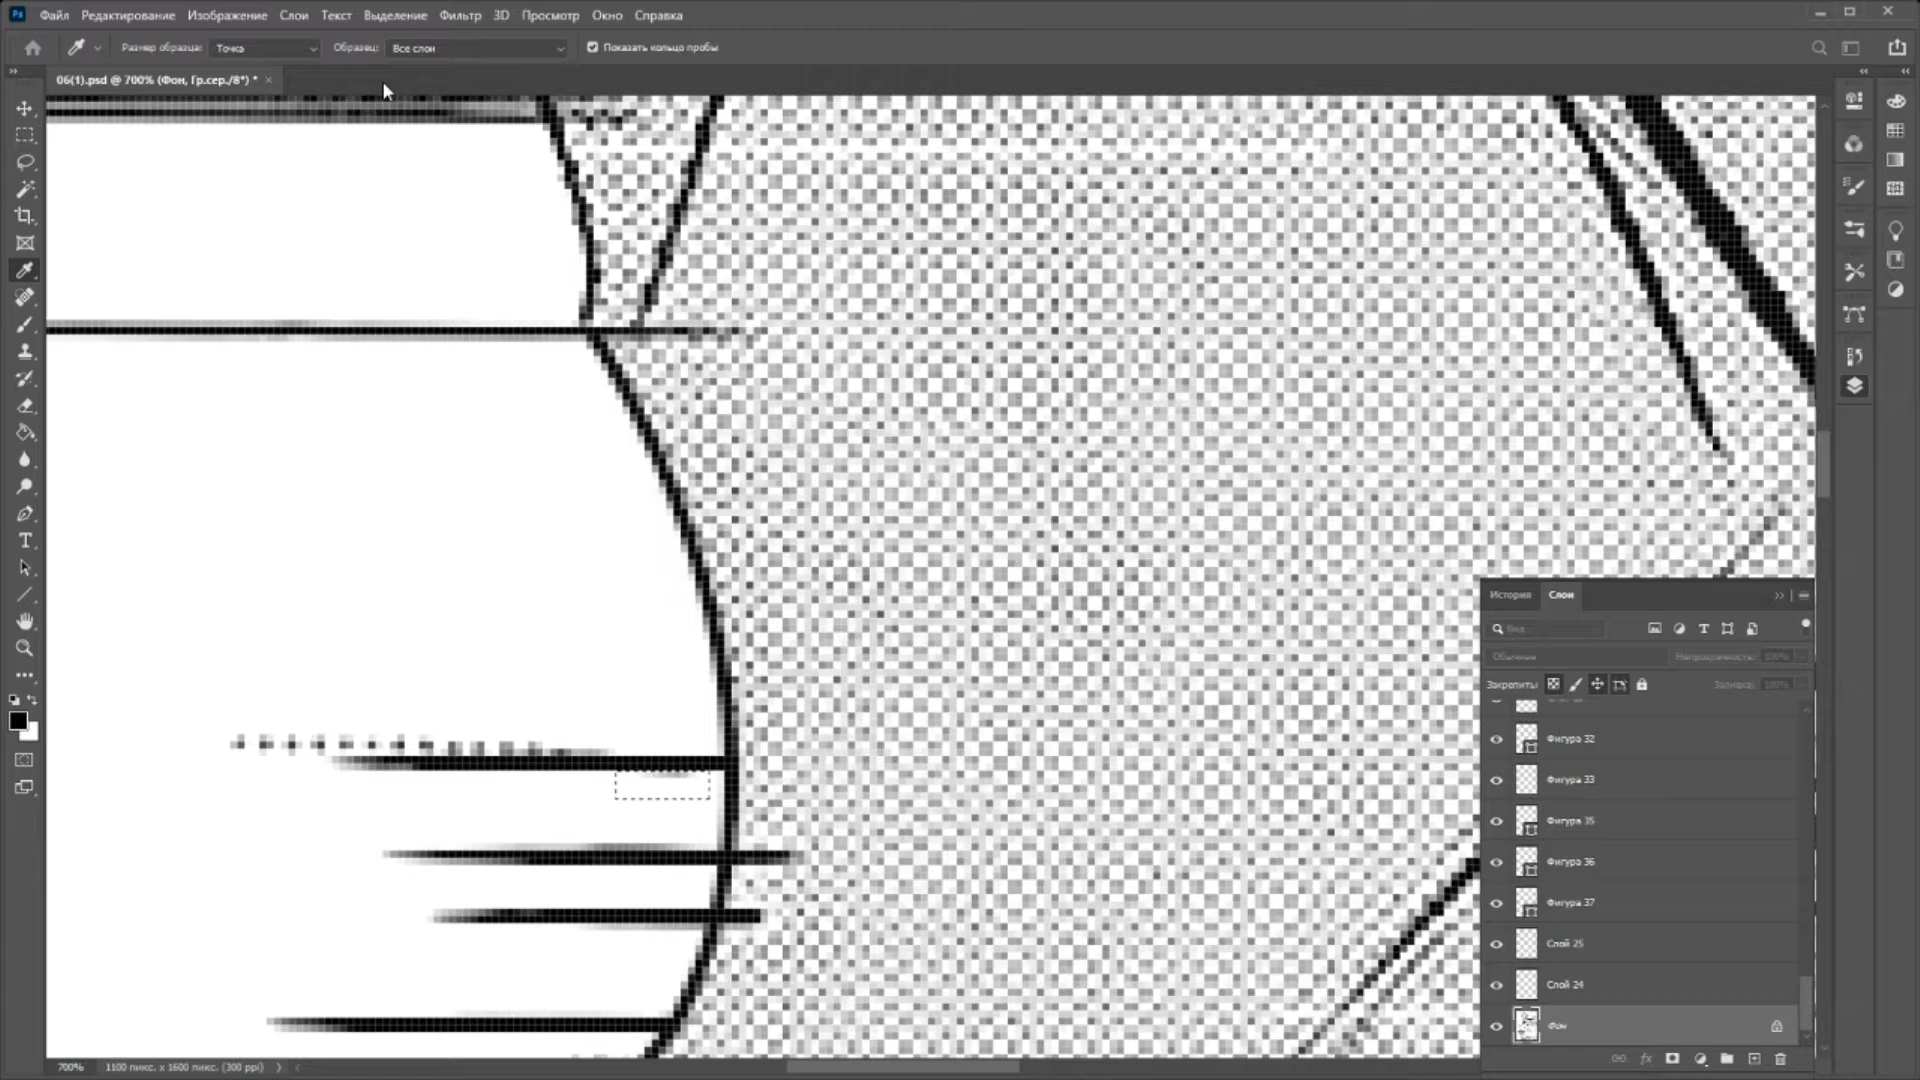 Ps Файл Редактирование Изображение Слои Текст Выделение Фильтр 3D Просмотр Окно Справка
Размер образца: Точка Образец: Все слои Показать кольцо пробы
06(1).psd @ 700% (Фон, Гр.сер./8*) *
История Слои
Вид
Обычные Непрозрачность: 100%
Закрепить: Заливка: 100%
Фигура 32
Фигура 33
Фигура 35
Фигура 36
Фигура 37
Слой 25
Слой 24
Фон
fx
700% 1100 пикс. x 1600 пикс. (300 ppi)